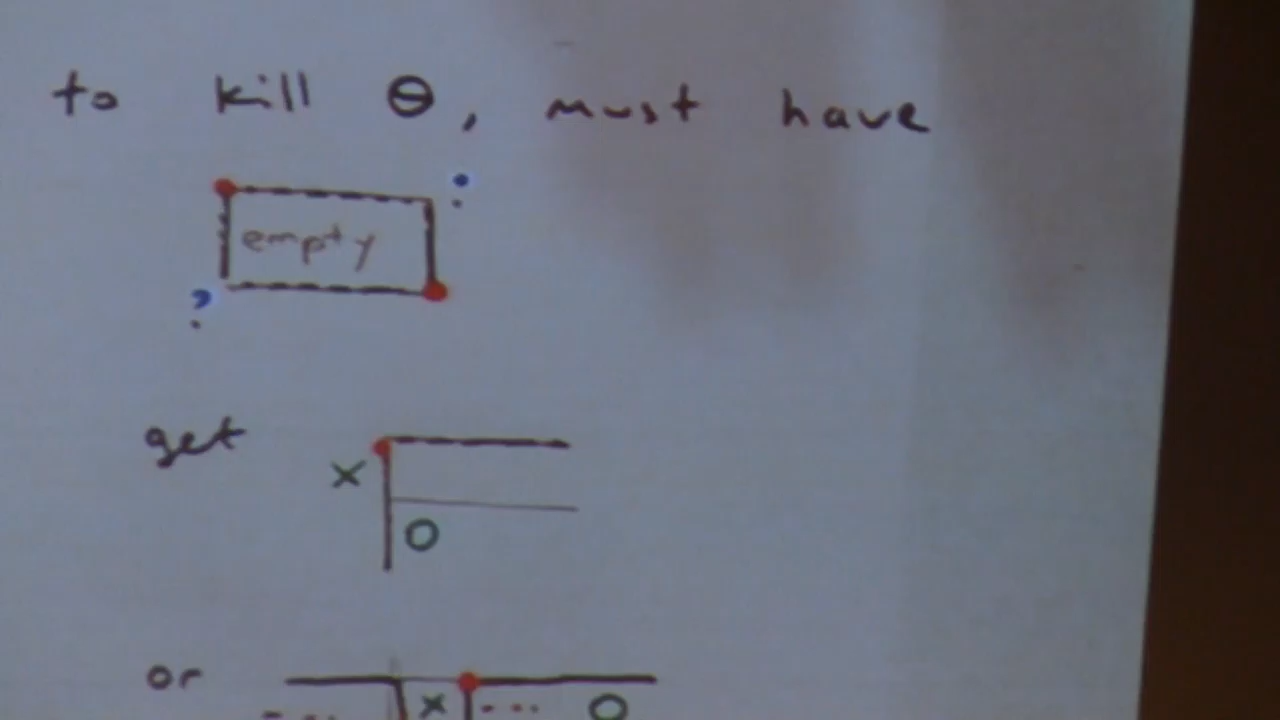 to kill Θ, must have
?
empty
?
get
X
O
or
X ... O